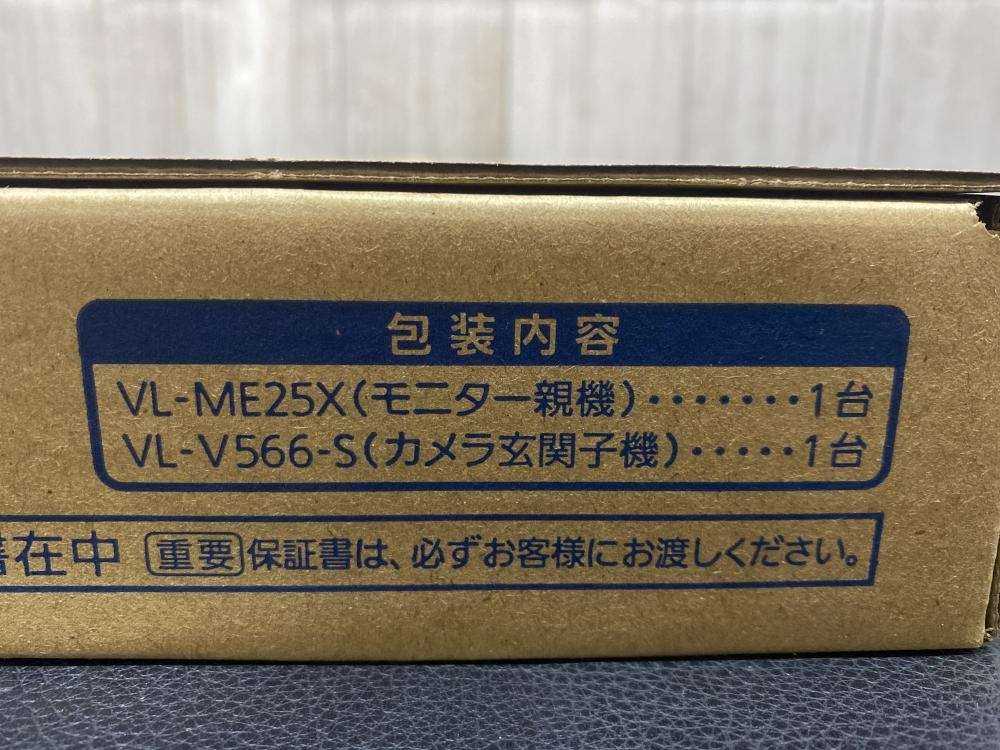 包装内容
VL-ME25X(モニター親機)·······1台
VL-V566-S(カメラ玄関子機)·····1台
在中 重要 保証書は、必ずお客様にお渡しください。